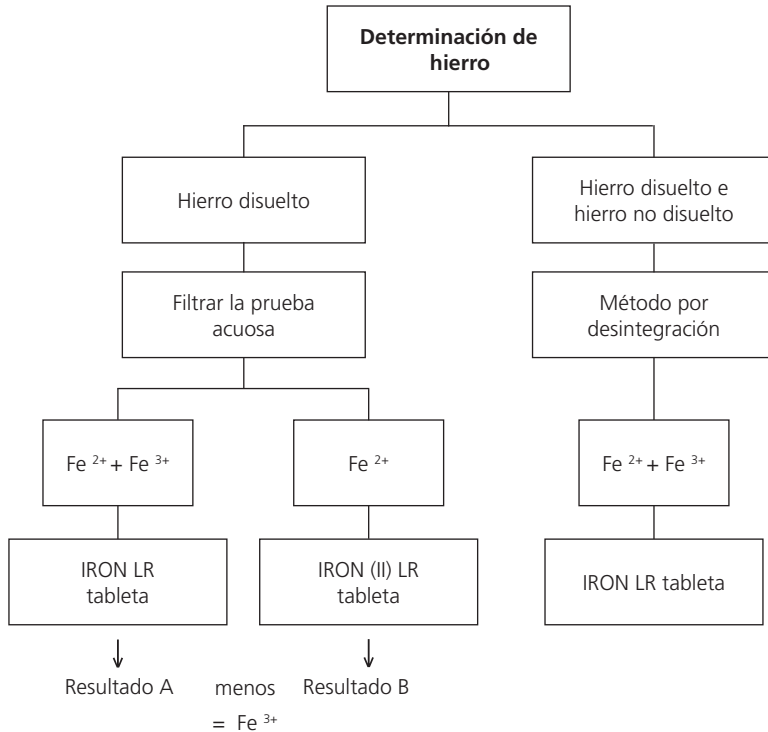 Determinación de
hierro
Hierro disuelto
Hierro disuelto e
hierro no disuelto
Filtrar la prueba
acuosa
Método por
desintegración
Fe ²⁺ + Fe ³⁺
Fe ²⁺
Fe ²⁺ + Fe ³⁺
IRON LR
tableta
IRON (II) LR
tableta
IRON LR tableta
Resultado A menos Resultado B
= Fe ³⁺